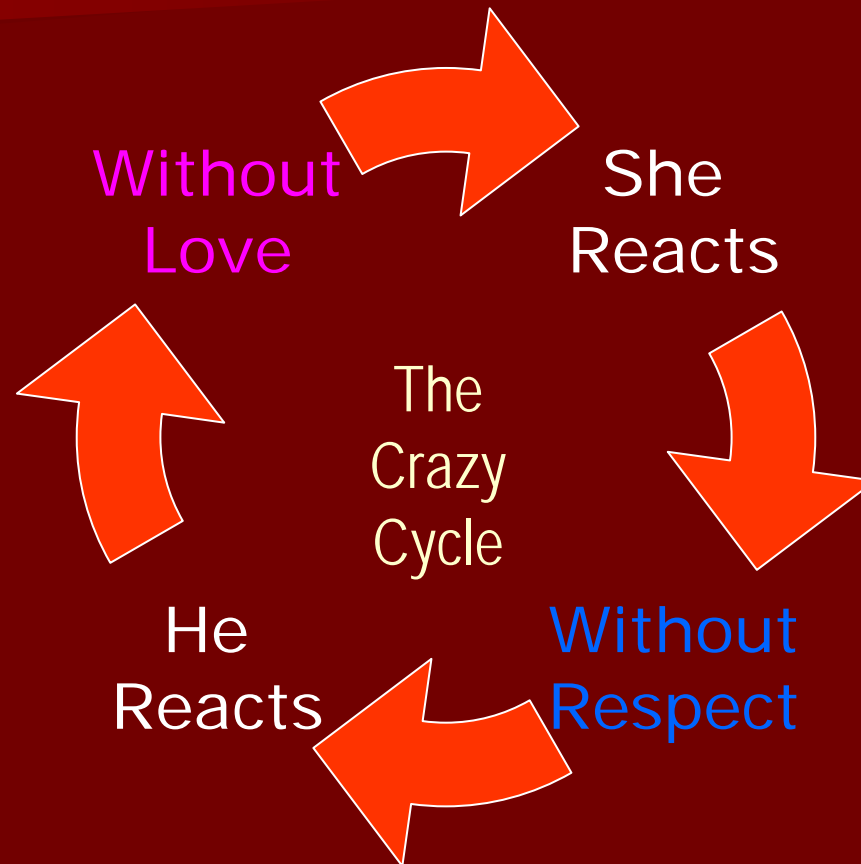 Without
Love
She
Reacts
The
Crazy
Cycle
He
Reacts
Without
Respect